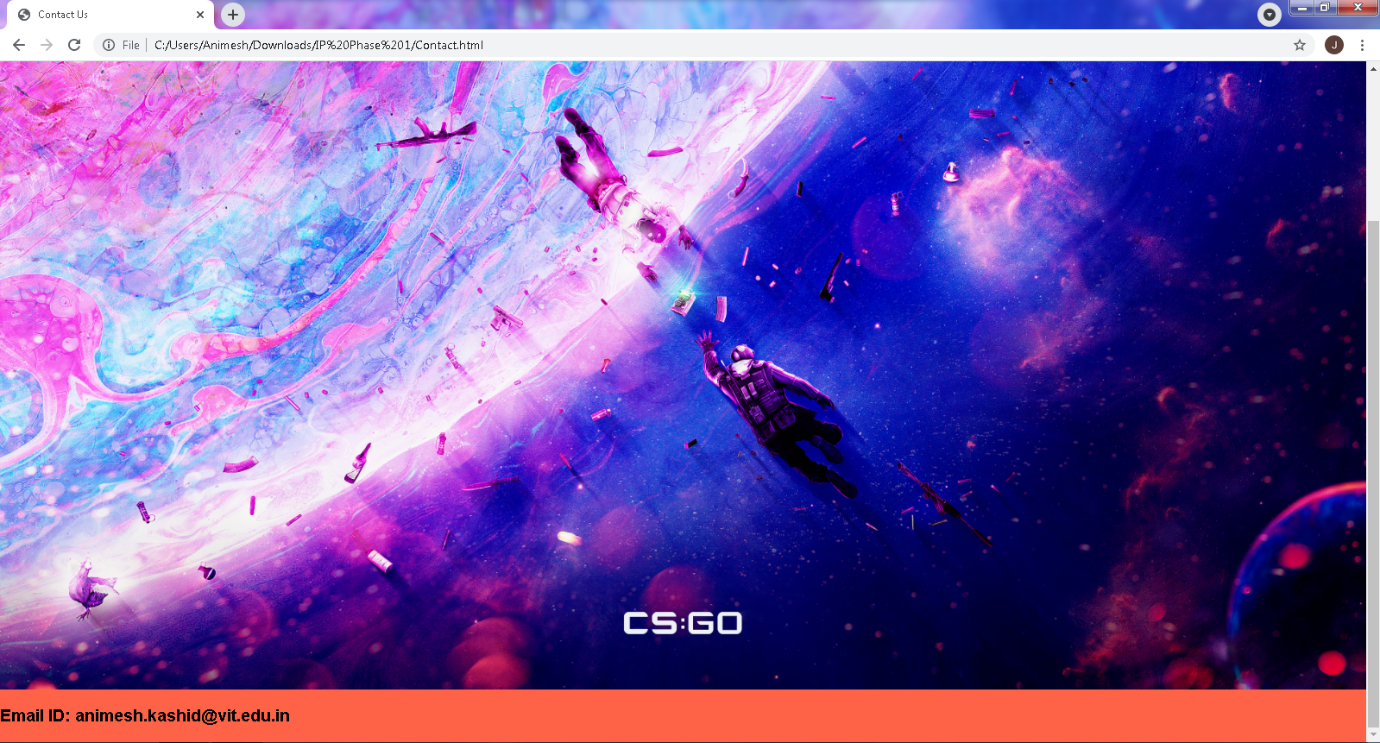 Contact Us
File | C:/Users/Animesh/Downloads/IP%20Phase%201/Contact.html
J
CS:GO
Email ID: animesh.kashid@vit.edu.in